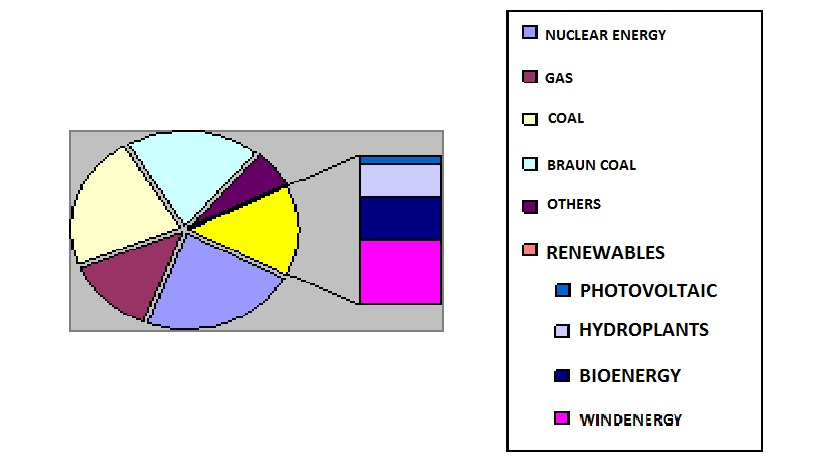 NUCLEAR ENERGY
GAS
COAL
BRAUN COAL
OTHERS
RENEWABLES
PHOTOVOLTAIC
HYDROPLANTS
BIOENERGY
WINDENERGY